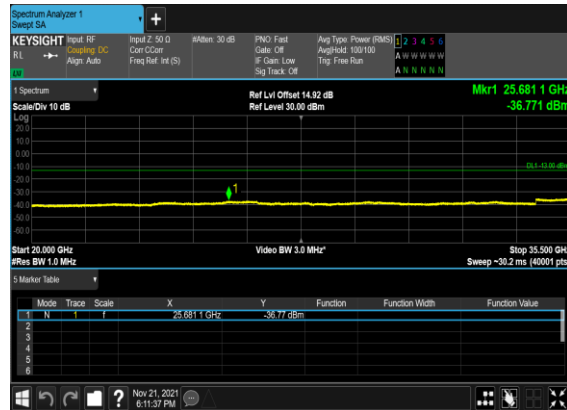 Spectrum Analyzer 1
Swept SA
+
KEYSIGHT Input: RF Input Z: 50 Ω #Atten: 30 dB PNO: Fast Avg Type: Power (RMS) 1 2 3 4 5 6
RL Coupling: DC Corr CCorr Gate: Off Avg|Hold: 100/100 A W W W W W
Align: Auto Freq Ref: Int (S) IF Gain: Low Trig: Free Run
Sig Track: Off A N N N N N
1 Spectrum Ref Lvl Offset 14.92 dB Mkr1 25.681 1 GHz
Scale/Div 10 dB Ref Level 30.00 dBm -36.771 dBm
Log
20.0
10.0
0.00
-10.0
DL1 -13.00 dBm
-20.0
-30.0
1
-40.0
-50.0
-60.0
Start 20.000 GHz Video BW 3.0 MHz* Stop 35.500 GHz
#Res BW 1.0 MHz Sweep ~30.2 ms (40001 pts)
5 Marker Table
Mode Trace Scale X Y Function Function Width Function Value
1 N 1 f 25.681 1 GHz -36.77 dBm
2
3
4
5
6
? Nov 21, 2021
6:11:37 PM